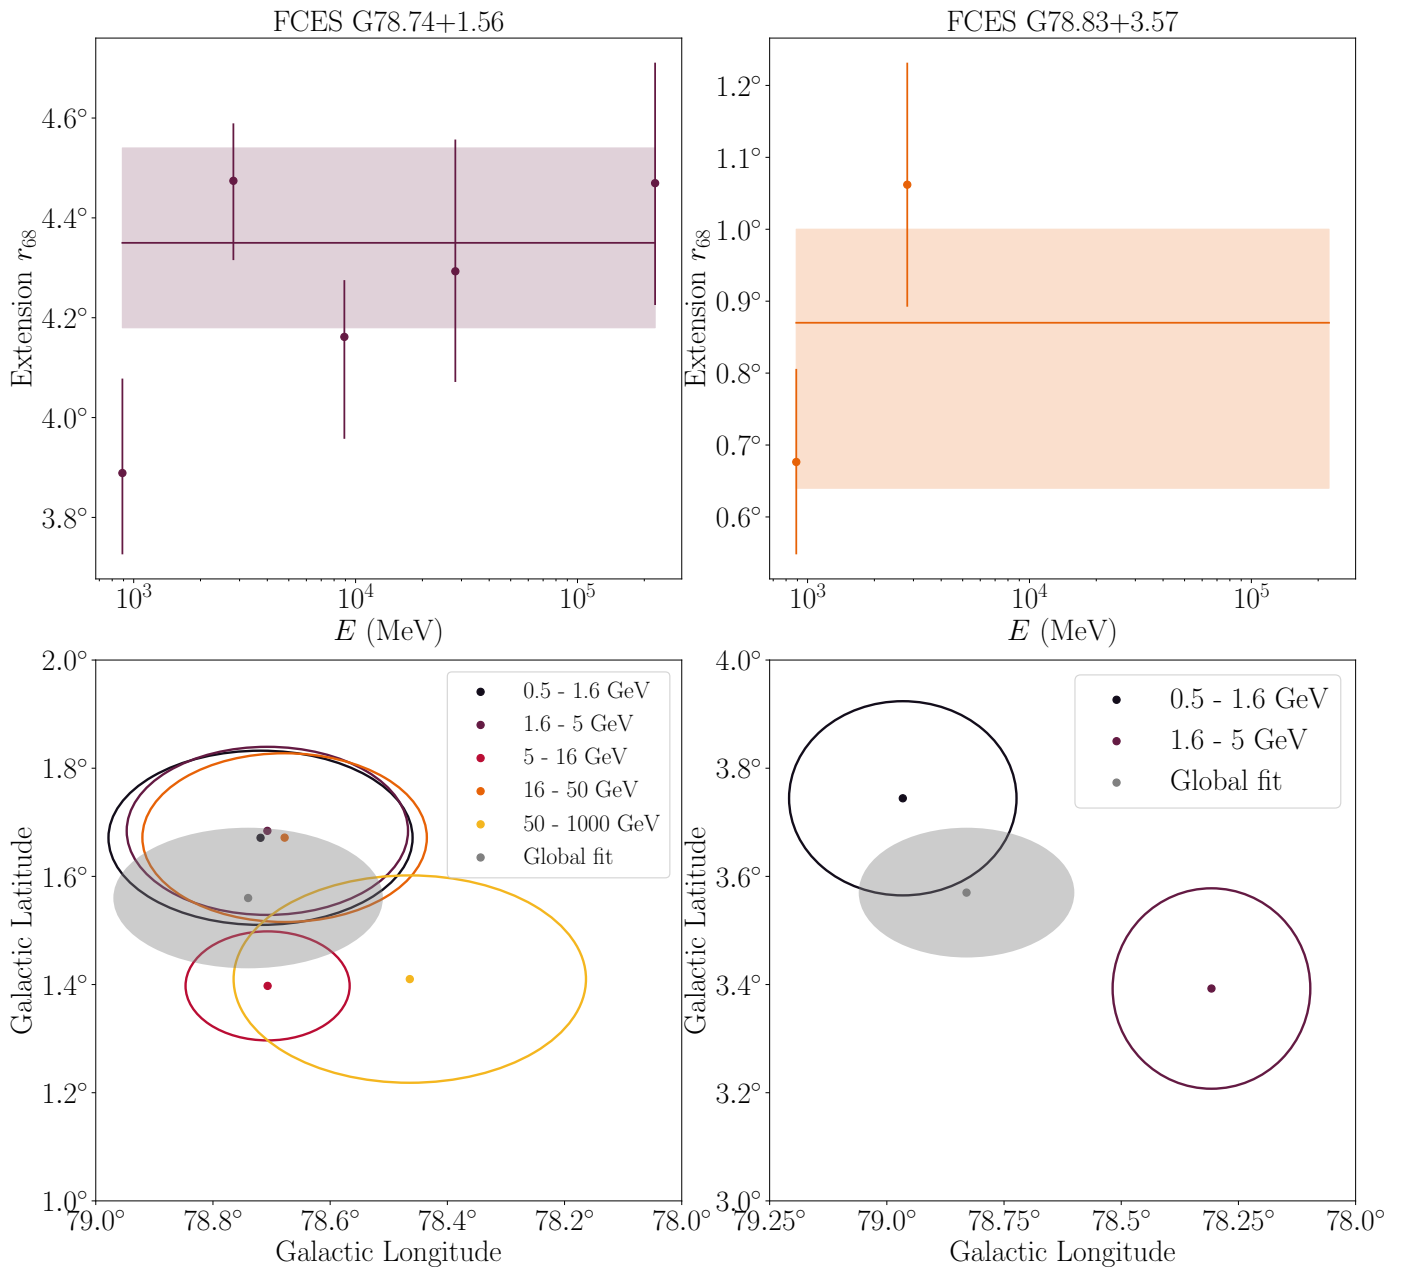 FCES G78.74+1.56
4.6°
4.4°
4.2°
4.0°
3.8°
Extension r₆₈
10³
10⁴
10⁵
E (MeV)
FCES G78.83+3.57
1.2°
1.1°
1.0°
0.9°
0.8°
0.7°
0.6°
Extension r₆₈
10³
10⁴
10⁵
E (MeV)
2.0°
1.8°
1.6°
1.4°
1.2°
1.0°
Galactic Latitude
0.5 - 1.6 GeV
1.6 - 5 GeV
5 - 16 GeV
16 - 50 GeV
50 - 1000 GeV
Global fit
79.0°
78.8°
78.6°
78.4°
78.2°
78.0°
Galactic Longitude
4.0°
3.8°
3.6°
3.4°
3.2°
3.0°
Galactic Latitude
0.5 - 1.6 GeV
1.6 - 5 GeV
Global fit
79.25°
79.0°
78.75°
78.5°
78.25°
78.0°
Galactic Longitude